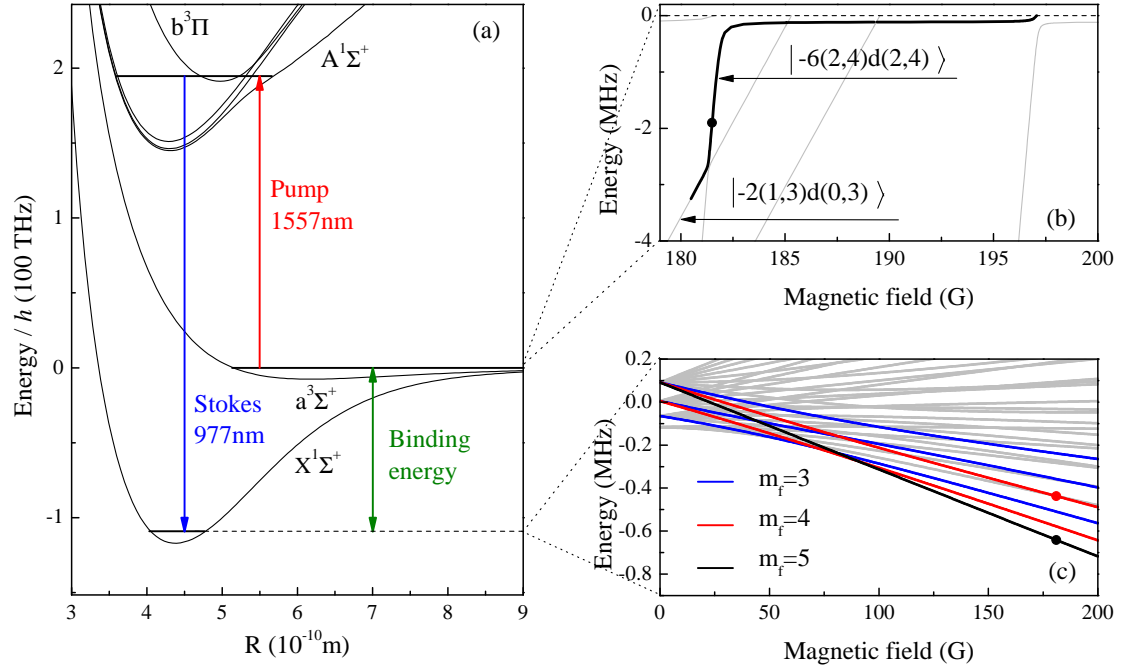 b³Π
(a)
A¹Σ⁺
Pump
1557nm
Stokes
977nm
a³Σ⁺
X¹Σ⁺
Binding
energy
Energy / h (100 THz)
2
1
0
-1
3 4 5 6 7 8 9
R (10⁻¹⁰m)
0
-2
-4
Energy (MHz)
| -6(2,4)d(2,4) ⟩
|-2(1,3)d(0,3) ⟩
(b)
180 185 190 195 200
Magnetic field (G)
0.2
0.0
-0.2
-0.4
-0.6
-0.8
Energy (MHz)
m_f=3
m_f=4
m_f=5
(c)
0 50 100 150 200
Magnetic field (G)